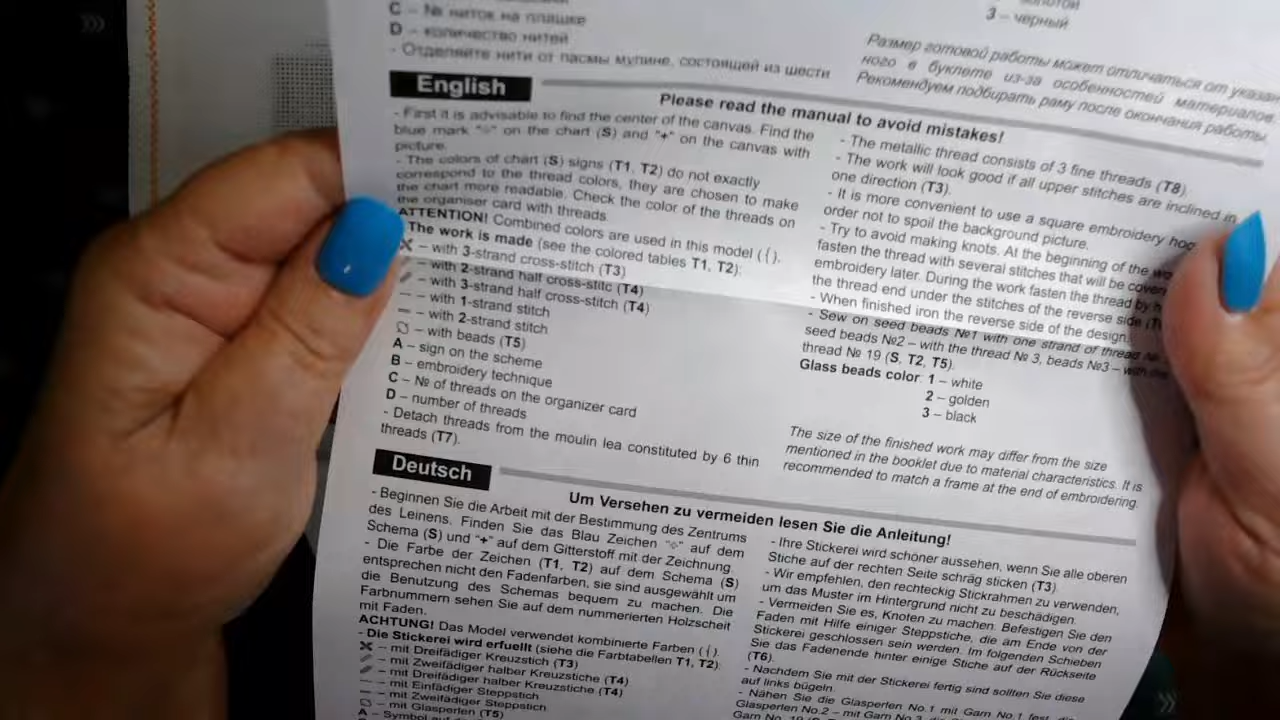 C – № ниток на плашке
D – количество нитей
- Отделяйте нити от пасмы мулине, состоящей из шести
3 – черный
Размер готовой работы может отличаться от указан
ного в буклете из-за особенностей материалов.
Рекомендуем подбирать раму после окончания работы.
English
Please read the manual to avoid mistakes!
- First it is advisable to find the center of the canvas. Find the
blue mark "⁘" on the chart (S) and "+" on the canvas with
picture.
- The colors of chart (S) signs (T1, T2) do not exactly
correspond to the thread colors, they are chosen to make
the chart more readable. Check the color of the threads on
the organiser card with threads.
ATTENTION! Combined colors are used in this model ({).
The work is made (see the colored tables T1, T2):
– with 3-strand cross-stitch (T3)
– with 2-strand half cross-stitc (T4)
– with 3-strand half cross-stitch (T4)
– with 1-strand stitch
– with 2-strand stitch
– with beads (T5)
A – sign on the scheme
B – embroidery technique
C – № of threads on the organizer card
D – number of threads
- Detach threads from the moulin lea constituted by 6 thin
threads (T7).
- The metallic thread consists of 3 fine threads (T8).
- The work will look good if all upper stitches are inclined in
one direction (T3).
- It is more convenient to use a square embroidery hoo
order not to spoil the background picture.
- Try to avoid making knots. At the beginning of the wo
fasten the thread with several stitches that will be cover
embroidery later. During the work fasten the thread by h
the thread end under the stitches of the reverse side
- When finished iron the reverse side of the design.
- Sew on seed beads №1 with one strand of thread №
seed beads №2 – with the thread № 3, beads №3 – with
thread № 19 (S, T2, T5).
Glass beads color: 1 – white
2 – golden
3 – black
The size of the finished work may differ from the size
mentioned in the booklet due to material characteristics. It is
recommended to match a frame at the end of embroidering.
Deutsch
Um Versehen zu vermeiden lesen Sie die Anleitung!
- Beginnen Sie die Arbeit mit der Bestimmung des Zentrums
des Leinens. Finden Sie das Blau Zeichen "⁘" auf dem
Schema (S) und "+" auf dem Gitterstoff mit der Zeichnung.
- Die Farbe der Zeichen (T1, T2) auf dem Schema (S)
entsprechen nicht den Fadenfarben, sie sind ausgewählt um
die Benutzung des Schemas bequem zu machen. Die
Farbnummern sehen Sie auf dem nummerierten Holzscheit
mit Faden.
ACHTUNG! Das Model verwendet kombinierte Farben ({).
- Die Stickerei wird erfuellt (siehe die Farbtabellen T1, T2):
– mit Dreifädiger Kreuzstich (T3)
– mit Zweifädiger halber Kreuzstiche (T4)
– mit Dreifädiger halber Kreuzstiche (T4)
– mit Einfädiger Steppstich
– mit Zweifädiger Steppstich
– mit Glasperlen (T5)
A – Symbol auf
- Ihre Stickerei wird schöner aussehen, wenn Sie alle oberen
Stiche auf der rechten Seite schräg sticken (T3).
- Wir empfehlen, den rechteckig Stickrahmen zu verwenden,
um das Muster im Hintergrund nicht zu beschädigen.
- Vermeiden Sie es, Knoten zu machen. Befestigen Sie den
Faden mit Hilfe einiger Steppstiche, die am Ende von der
Stickerei geschlossen sein werden. Im folgenden Schieben
Sie das Fadenende hinter einige Stiche auf der Rückseite
(T6).
- Nachdem Sie mit der Stickerei fertig sind sollten Sie diese
auf links bügeln.
- Nähen Sie die Glasperlen No.1 mit Garn No.1 fest, die
Glasperlen No.2 – mit Garn No.3, die
Garn No. 19 (S